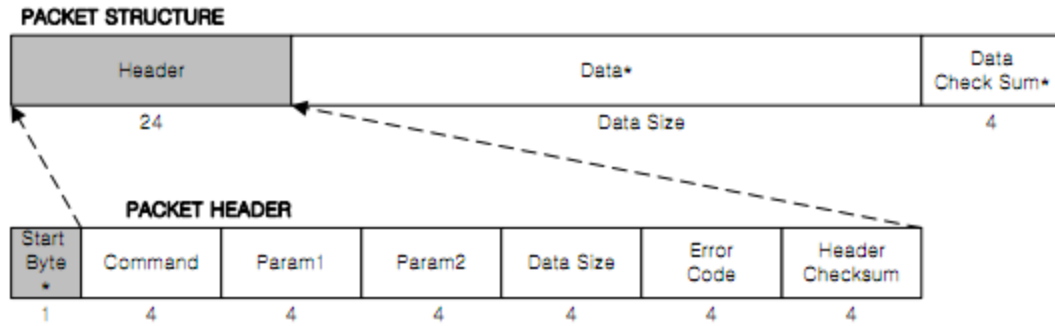 PACKET STRUCTURE
Header
Data*
Data
Check Sum*
24
Data Size
4
PACKET HEADER
Start
Byte
*
Command
Param1
Param2
Data Size
Error
Code
Header
Checksum
1
4
4
4
4
4
4